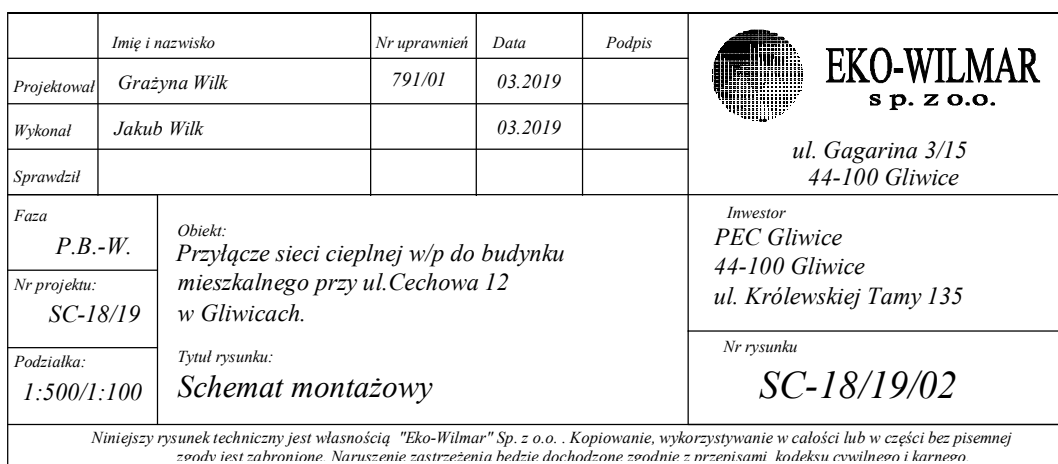 Imię i nazwisko Nr uprawnień Data Podpis
Projektował Grażyna Wilk 791/01 03.2019
Wykonał Jakub Wilk 03.2019
Sprawdził
EKO-WILMAR
sp. z o.o.
ul. Gagarina 3/15
44-100 Gliwice
Faza
P.B.-W.
Nr projektu:
SC-18/19
Podziałka:
1:500/1:100
Obiekt:
Przyłącze sieci cieplnej w/p do budynku
mieszkalnego przy ul.Cechowa 12
w Gliwicach.
Tytuł rysunku:
Schemat montażowy
Inwestor
PEC Gliwice
44-100 Gliwice
ul. Królewskiej Tamy 135
Nr rysunku
SC-18/19/02
Niniejszy rysunek techniczny jest własnością "Eko-Wilmar" Sp. z o.o. . Kopiowanie, wykorzystywanie w całości lub w części bez pisemnej
zgody jest zabronione. Naruszenie zastrzeżenia będzie dochodzone zgodnie z przepisami kodeksu cywilnego i karnego.